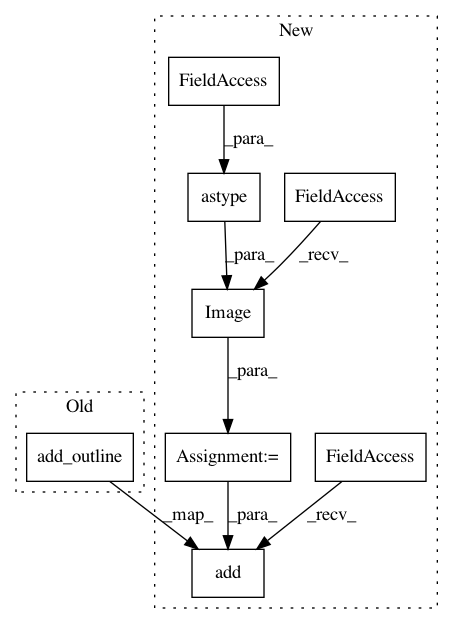 New
FieldAccess
_para_
astype
FieldAccess
_para_
_recv_
Image
_para_
Old
add_outline
Assignment:=
FieldAccess
_map_
_para_
_recv_
add